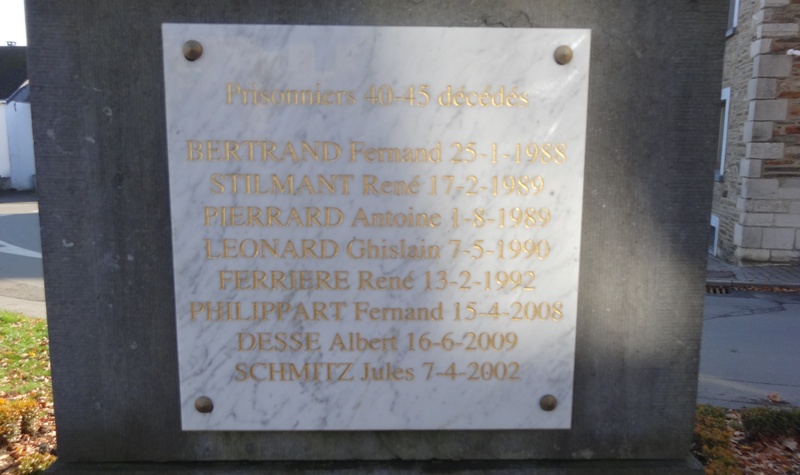 Prisonniers 40-45 décédés
BERTRAND Fernand 25-1-1988
STILMANT René 17-2-1989
PIERRARD Antoine 1-8-1989
LEONARD Ghislain 7-5-1990
FERRIERE René 13-2-1992
PHILIPPART Fernand 15-4-2008
DESSE Albert 16-6-2009
SCHMITZ Jules 7-4-2002